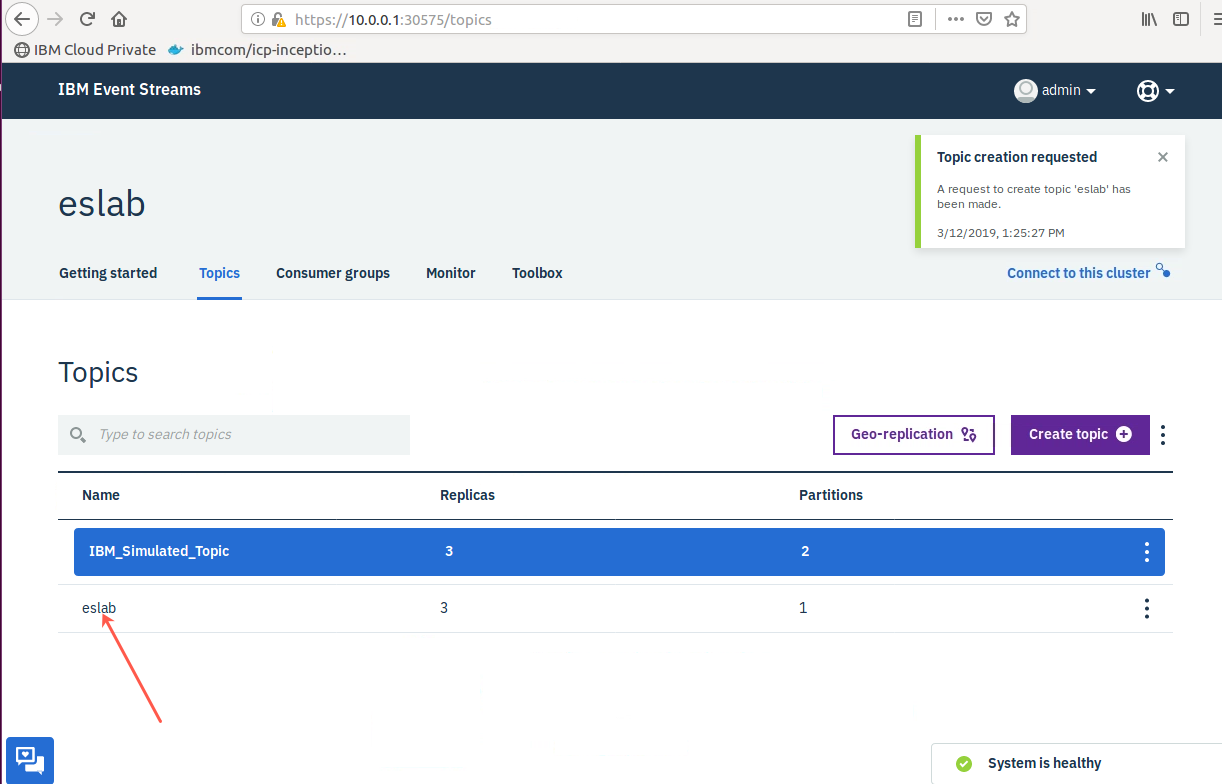 https://10.0.0.1:30575/topics
IBM Cloud Private ibmcom/icp-inceptio...
IBM Event Streams
admin
Topic creation requested
A request to create topic 'eslab' has
been made.
3/12/2019, 1:25:27 PM
eslab
Getting started Topics Consumer groups Monitor Toolbox Connect to this cluster
Topics
Type to search topics Geo-replication Create topic
Name Replicas Partitions
IBM_Simulated_Topic 3 2
eslab 3 1
System is healthy